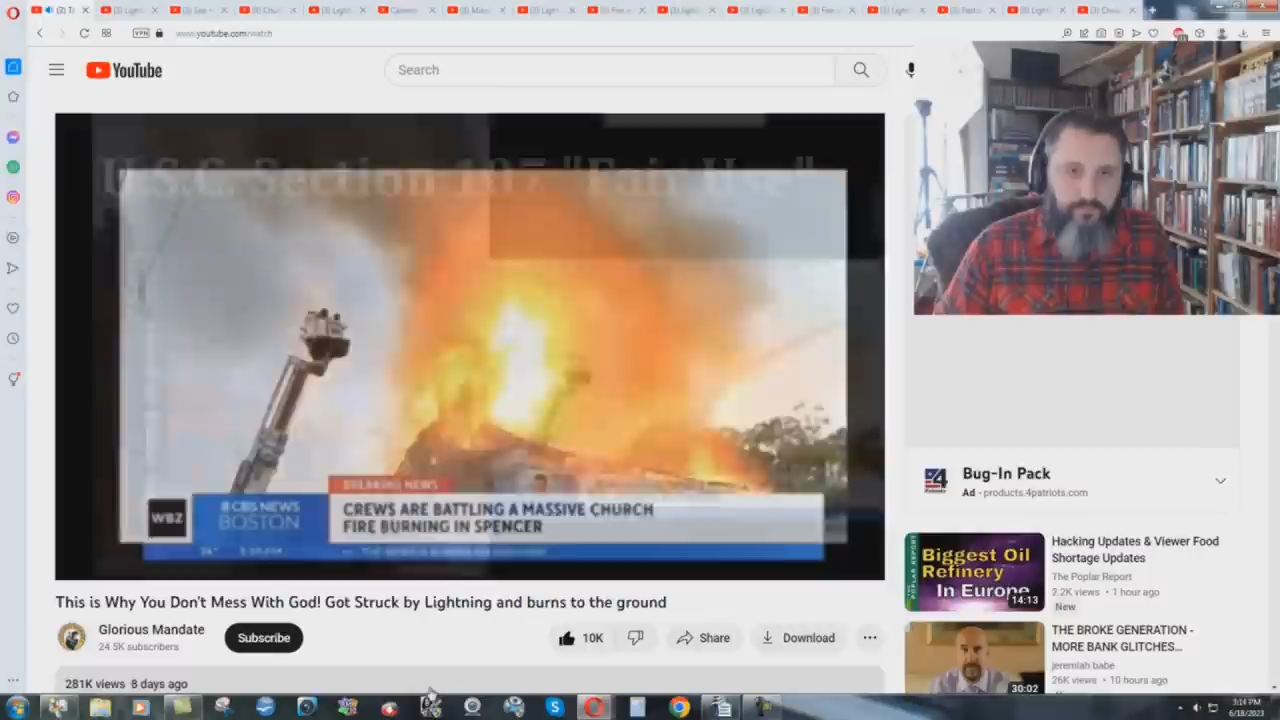 VPN
www.youtube.com/watch
YouTube
Search
U.S.C. Section 107 "Fair Use"
BREAKING NEWS
WBZ
CBS NEWS
BOSTON
CREWS ARE BATTLING A MASSIVE CHURCH
FIRE BURNING IN SPENCER
This is Why You Don't Mess With God! Got Struck by Lightning and burns to the ground
Glorious Mandate
24.5K subscribers
Subscribe
10K
Share
Download
281K views 8 days ago
Bug-In Pack
Ad · products.4patriots.com
Biggest Oil
Refinery
In Europe
14:13
Hacking Updates & Viewer Food
Shortage Updates
The Poplar Report
2.2K views • 1 hour ago
New
30:02
THE BROKE GENERATION -
MORE BANK GLITCHES...
jeremiah babe
26K views • 10 hours ago
3:14 PM
6/18/2023